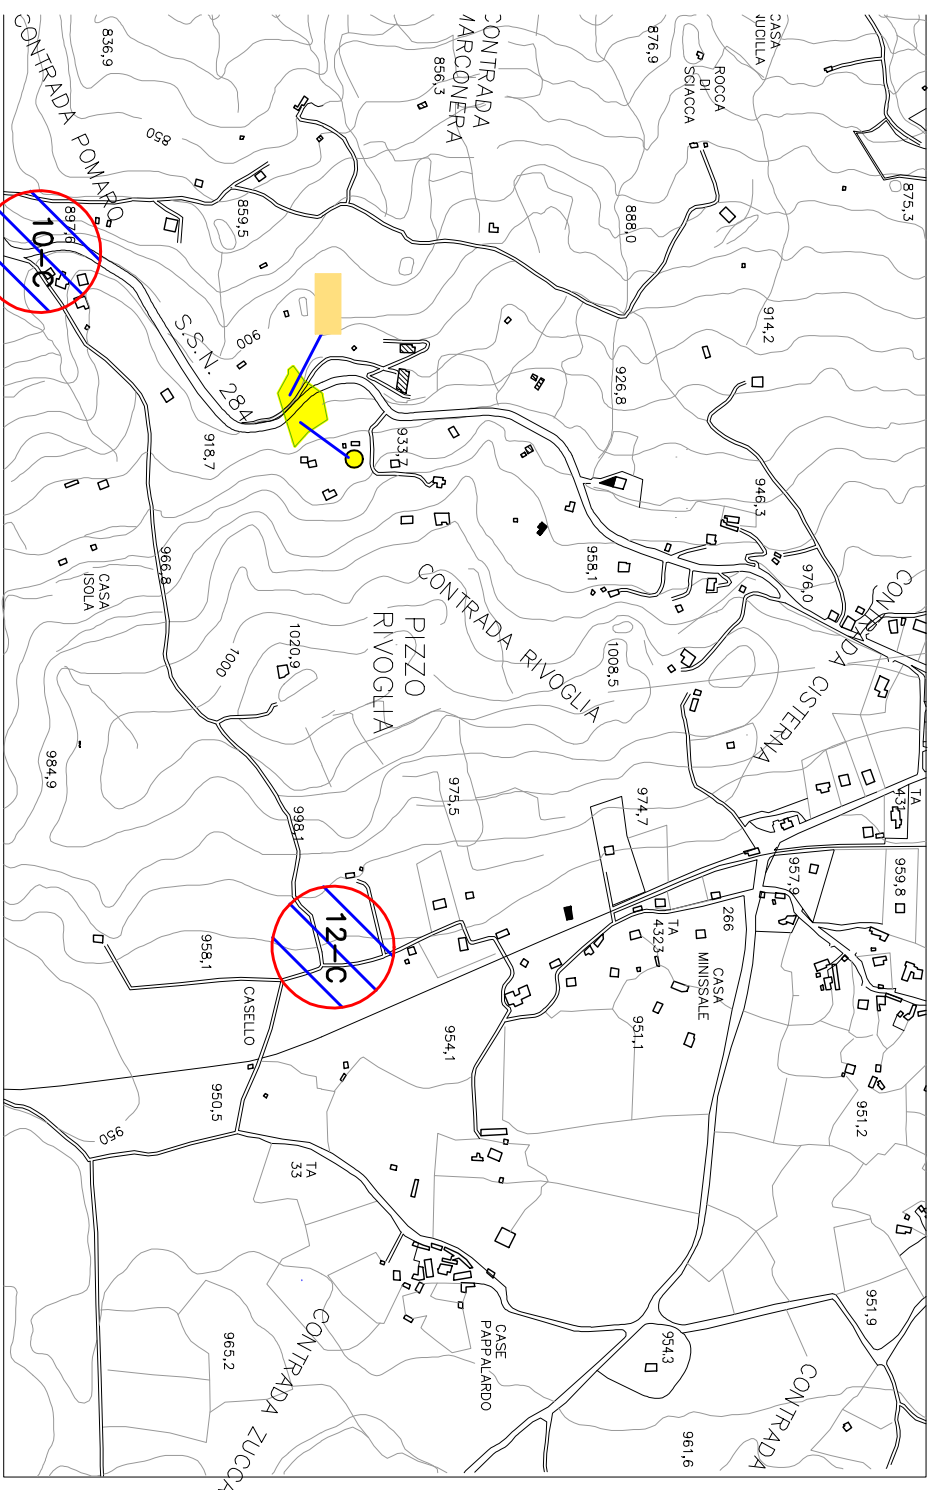 CONTRADA POMARO
836,9
850
CONTRADA
MARCONERA
856,3
876,9
ROCCA
DI
SCIACCA
CASA
NUCILLA
875,3
897,6
10-C
859,5
888,0
914,2
S.S.N. 284
900
926,8
918,7
933,7
946,3
958,1
976,0
966,8
CASA
ISOLA
CONTRADA CISTERNA
CONTRADA RIVOGLIA
PIZZO
RIVOGLIA
1020,9
1000
1008,5
984,9
998,1
975,5
974,7
TA
431
957,9
959,8
266
TA
4323
CASA
MINISSALE
12-C
958,1
CASELLO
954,1
951,1
951,2
950,5
950
TA
33
951,9
954,3
CASE
PAPPALARDO
965,2
CONTRADA ZUCCA
CONTRADA
961,6